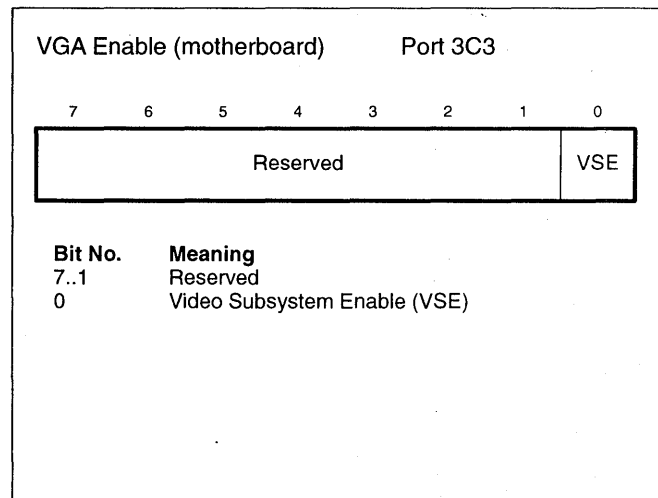 VGA Enable (motherboard) Port 3C3
7 6 5 4 3 2 1 0
Reserved VSE
Bit No. Meaning
7..1 Reserved
0 Video Subsystem Enable (VSE)